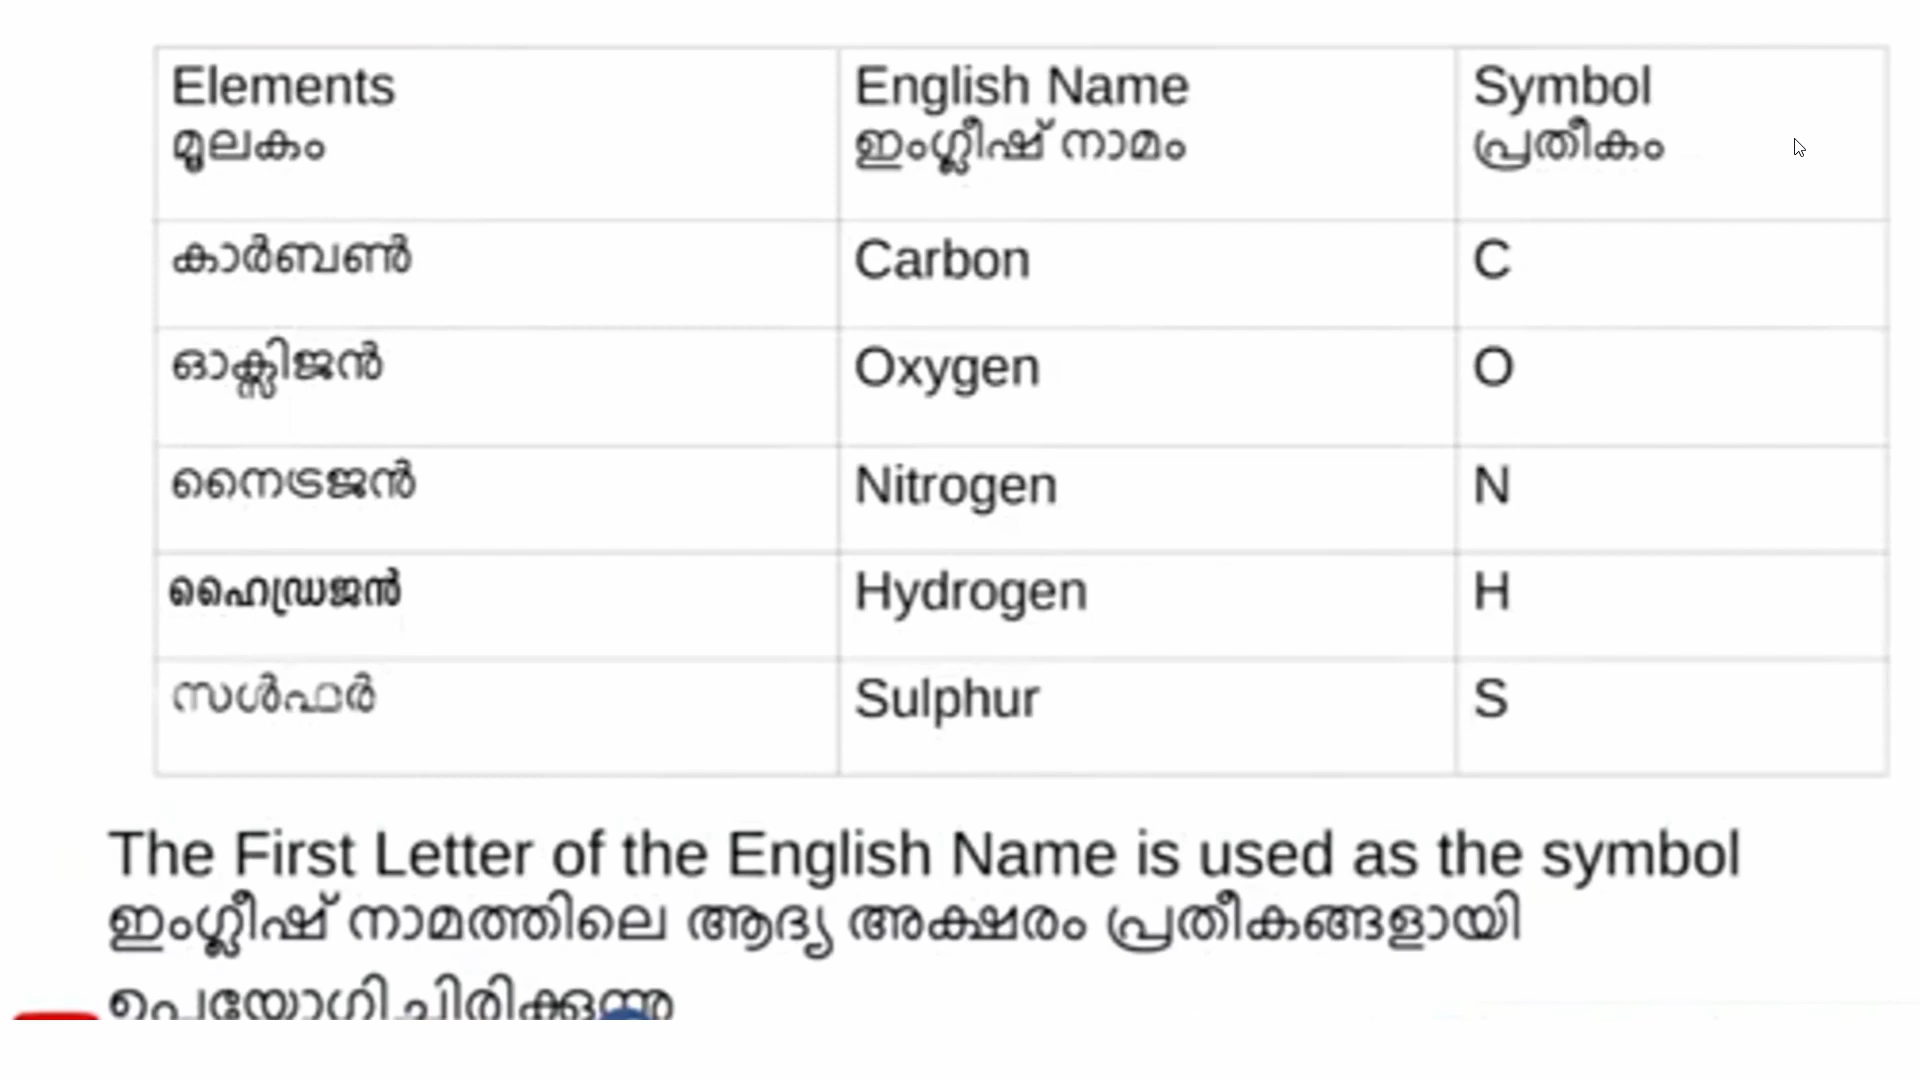 Elements English Name Symbol
മൂലകം ഇംഗ്ലീഷ് നാമം പ്രതീകം
കാർബൺ Carbon C
ഓക്സിജൻ Oxygen O
നൈട്രജൻ Nitrogen N
ഹൈഡ്രജൻ Hydrogen H
സൾഫർ Sulphur S
The First Letter of the English Name is used as the symbol
ഇംഗ്ലീഷ് നാമത്തിലെ ആദ്യ അക്ഷരം പ്രതീകങ്ങളായി
ഉപയോഗിച്ചിരിക്കുന്നു